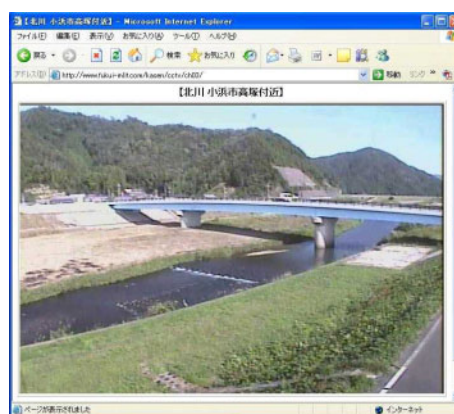 【北川 小浜市高塚付近】 - Microsoft Internet Explorer
ファイル(F) 編集(E) 表示(V) お気に入り(A) ツール(T) ヘルプ(H)
戻る 検索 お気に入り
アドレス(D) http://www.fukui-mlit.com/kasen/cctv/ch03/ 移動 リンク
【北川 小浜市高塚付近】
ページが表示されました インターネット